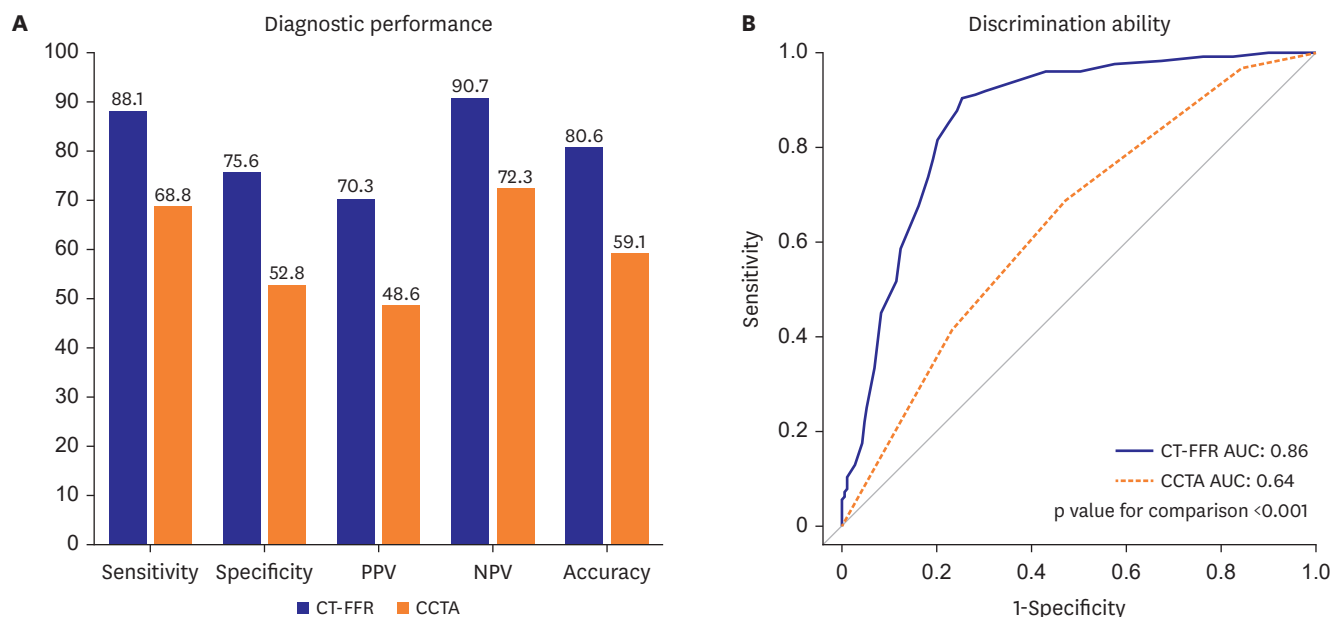 A
Diagnostic performance
100
90
80
70
60
50
40
30
20
10
0
88.1
68.8
75.6
52.8
70.3
48.6
90.7
72.3
80.6
59.1
Sensitivity
Specificity
PPV
NPV
Accuracy
CT-FFR
CCTA
B
Discrimination ability
Sensitivity
1.0
0.8
0.6
0.4
0.2
0
CT-FFR AUC: 0.86
CCTA AUC: 0.64
p value for comparison <0.001
0
0.2
0.4
0.6
0.8
1.0
1-Specificity